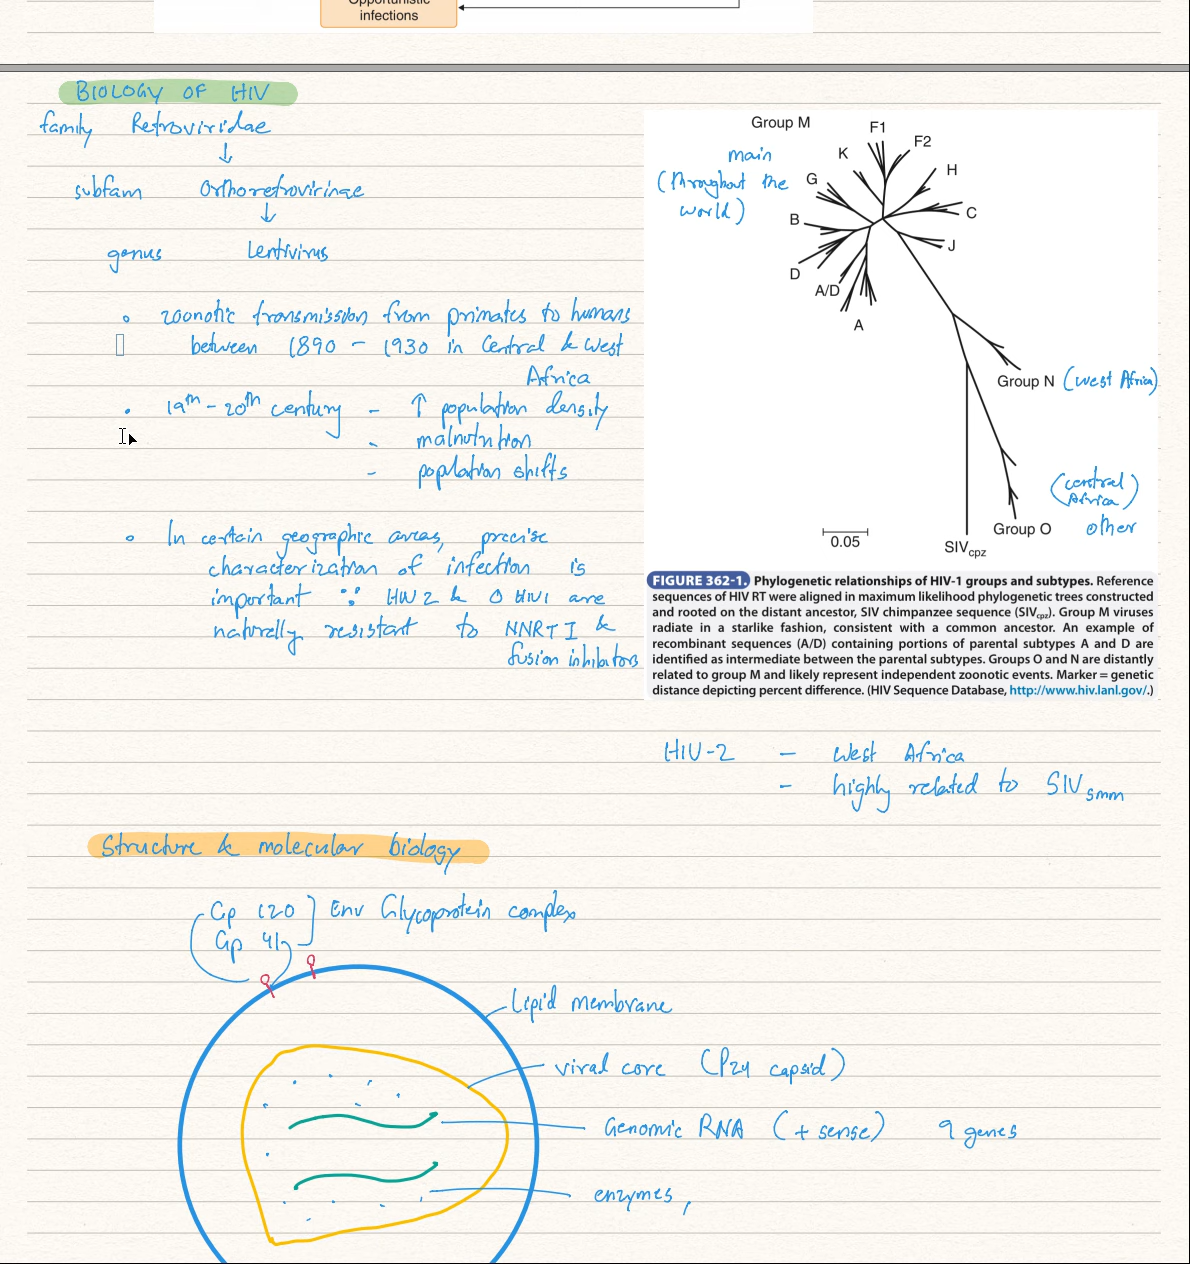 Opportunistic
infections
BIOLOGY OF HIV
family Retroviridae
↓
subfam Orthoretrovirinae
↓
genus Lentivirus
◦ zoonotic transmission from primates to humans
between 1890 - 1930 in Central & West
Africa
• 19th - 20th century - ↑ population density
- malnutrition
- population shifts
◦ In certain geographic areas, precise
characterization of infection is
important ∵ HIV 2 & O HIV1 are
naturally resistant to NNRTI &
fusion inhibitors
Group M
main
(throughout the
world)
F1
F2
K
H
G
C
B
J
D
A/D
A
Group N (West Africa)
(central
Africa)
other
Group O
0.05
SIVcpz
FIGURE 362-1. Phylogenetic relationships of HIV-1 groups and subtypes. Reference
sequences of HIV RT were aligned in maximum likelihood phylogenetic trees constructed
and rooted on the distant ancestor, SIV chimpanzee sequence (SIVcpz). Group M viruses
radiate in a starlike fashion, consistent with a common ancestor. An example of
recombinant sequences (A/D) containing portions of parental subtypes A and D are
identified as intermediate between the parental subtypes. Groups O and N are distantly
related to group M and likely represent independent zoonotic events. Marker = genetic
distance depicting percent difference. (HIV Sequence Database, http://www.hiv.lanl.gov/.)
HIV-2 - West Africa
- highly related to SIVsmm
Structure & molecular biology
Gp 120 ] Env Glycoprotein complex
Gp 41
Lipid membrane
viral core (P24 capsid)
Genomic RNA (+ sense) 9 genes
enzymes,